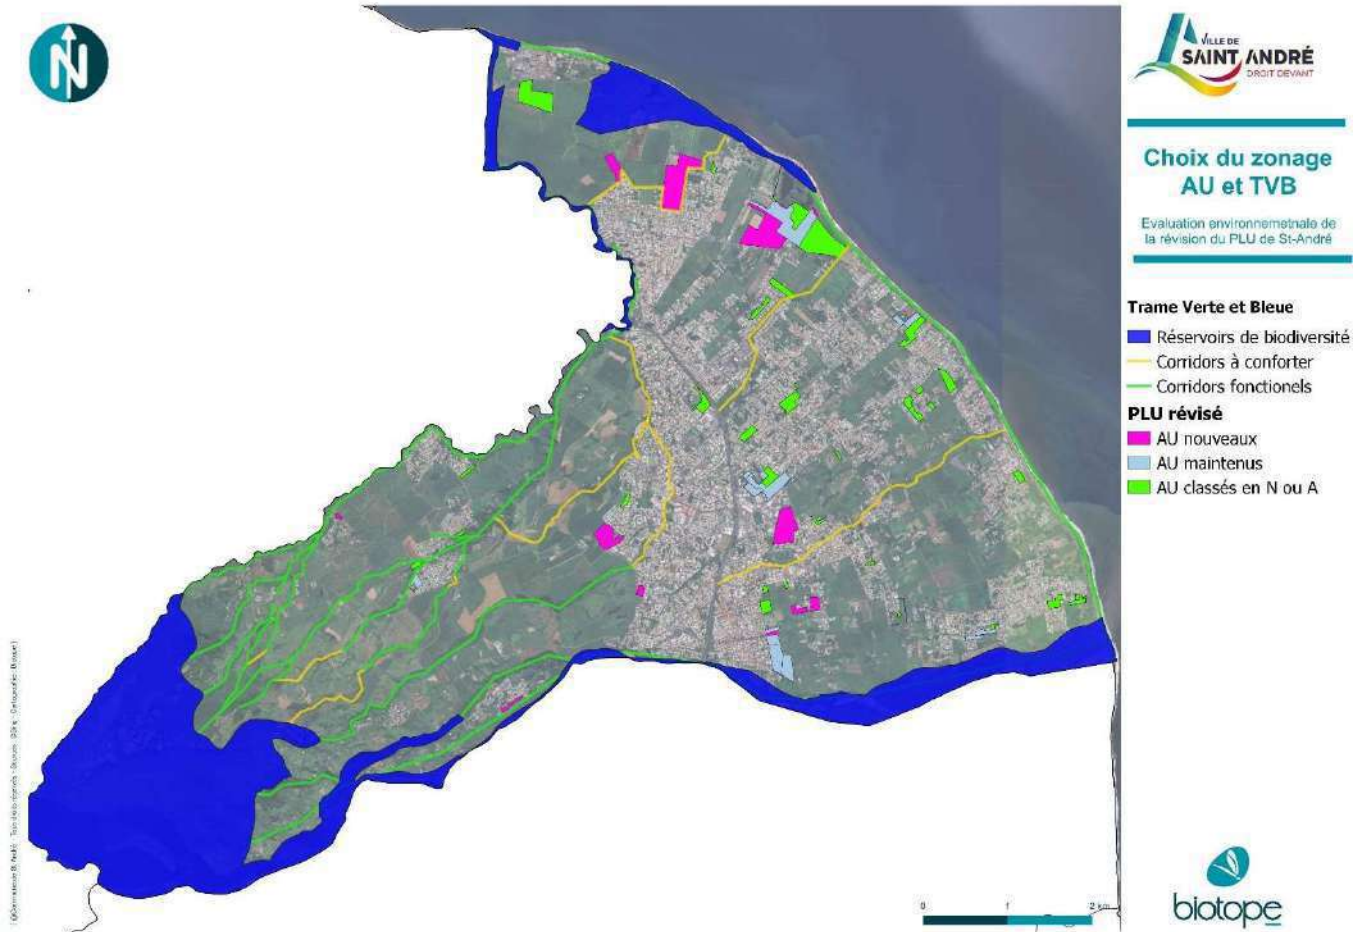 N
VILLE DE
SAINT ANDRÉ
DROIT DEVANT
Choix du zonage
AU et TVB
Evaluation environnemetnale de
la révision du PLU de St-André
Trame Verte et Bleue
Réservoirs de biodiversité
Corridors à conforter
Corridors fonctionels
PLU révisé
AU nouveaux
AU maintenus
AU classés en N ou A
0 1 2 km
biotope